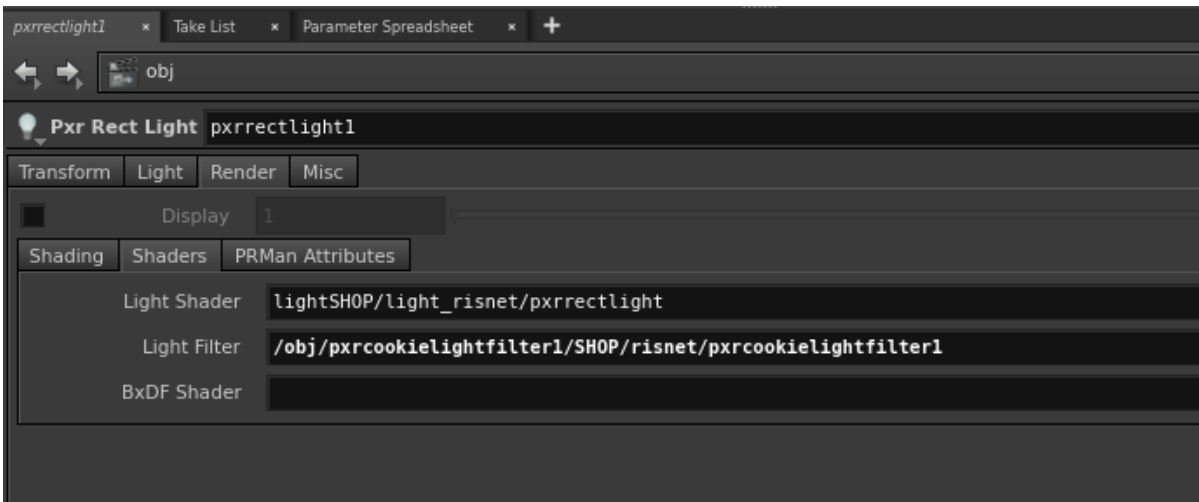 pxrrectlight1 × Take List × Parameter Spreadsheet × +
obj
Pxr Rect Light pxrrectlight1
Transform Light Render Misc
Display 1
Shading Shaders PRMan Attributes
Light Shader lightSHOP/light_risnet/pxrrectlight
Light Filter /obj/pxrcookielightfilter1/SHOP/risnet/pxrcookielightfilter1
BxDF Shader